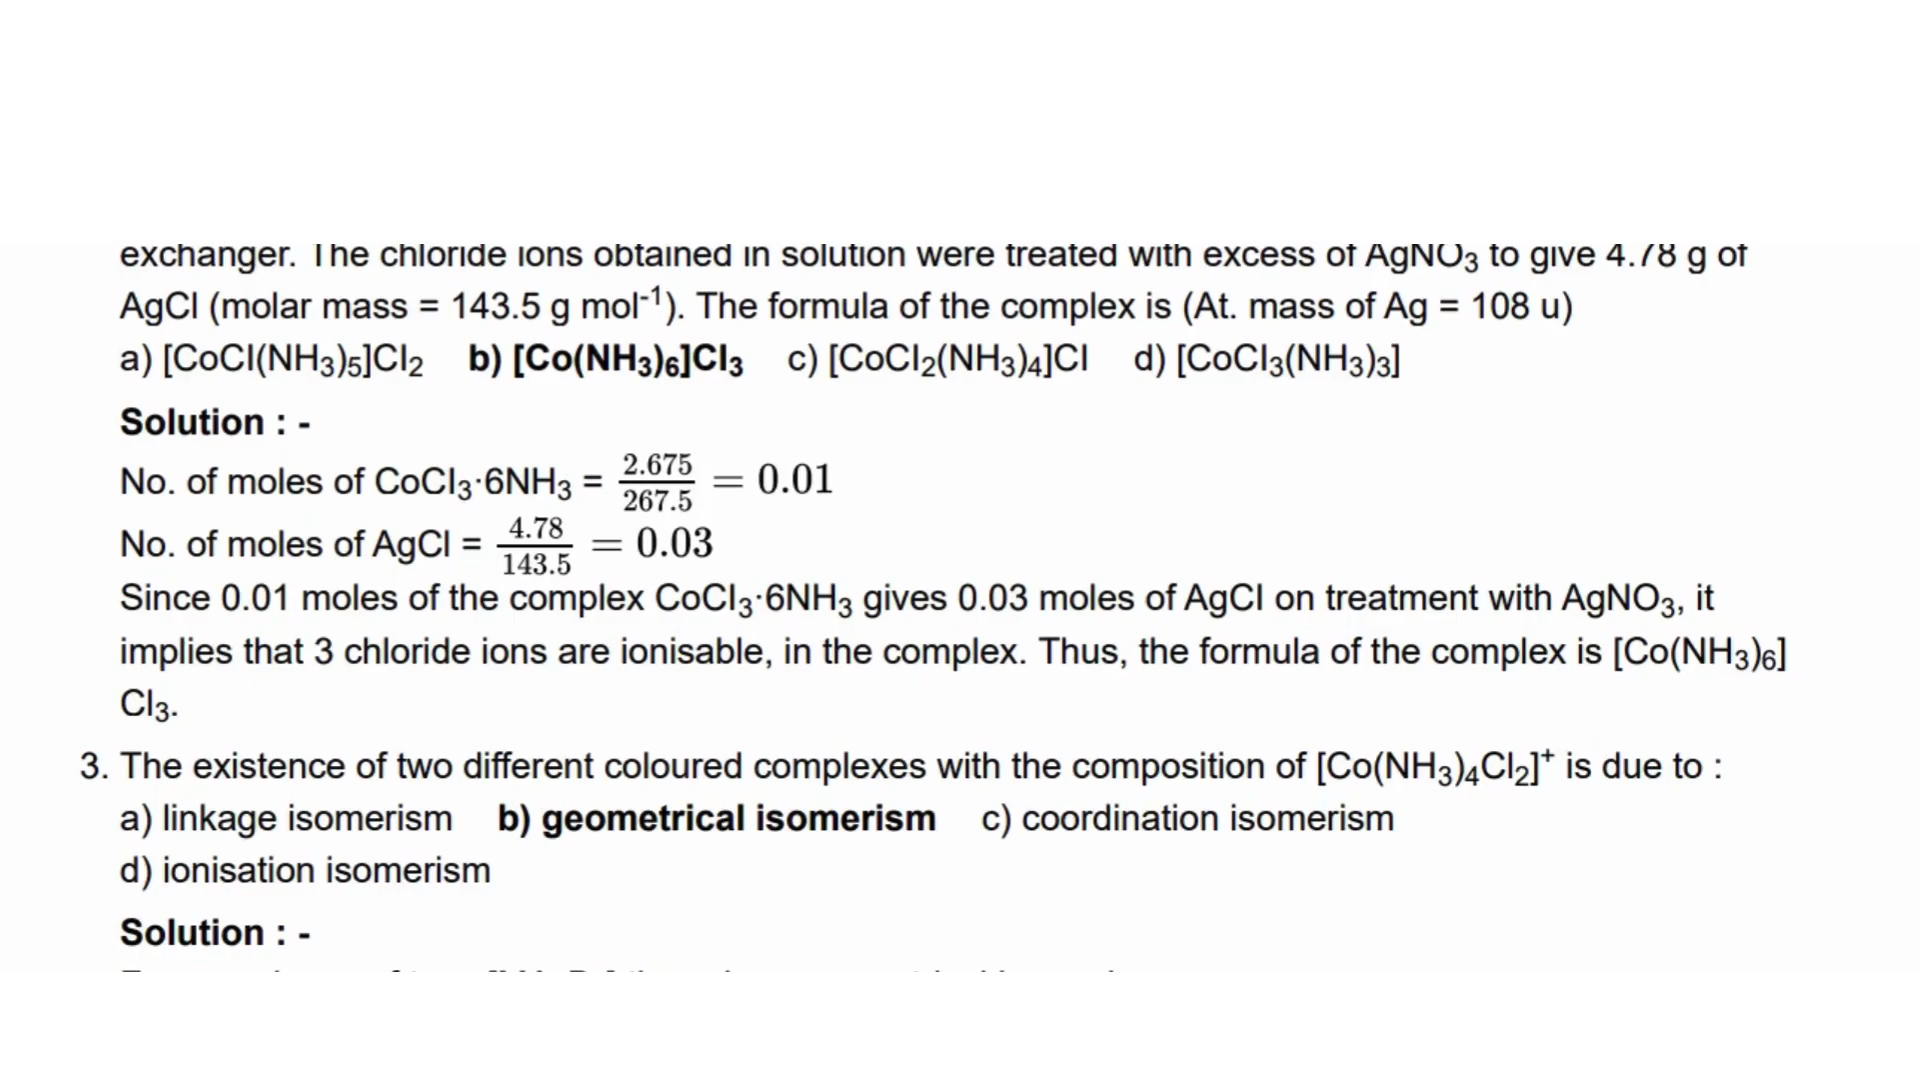 exchanger. The chloride ions obtained in solution were treated with excess of AgNO₃ to give 4.78 g of
AgCl (molar mass = 143.5 g mol⁻¹). The formula of the complex is (At. mass of Ag = 108 u)
a) [CoCl(NH₃)₅]Cl₂ b) [Co(NH₃)₆]Cl₃ c) [CoCl₂(NH₃)₄]Cl d) [CoCl₃(NH₃)₃]
Solution : -
No. of moles of CoCl₃·6NH₃ = 2.675/267.5 = 0.01
No. of moles of AgCl = 4.78/143.5 = 0.03
Since 0.01 moles of the complex CoCl₃·6NH₃ gives 0.03 moles of AgCl on treatment with AgNO₃, it
implies that 3 chloride ions are ionisable, in the complex. Thus, the formula of the complex is [Co(NH₃)₆]
Cl₃.
3. The existence of two different coloured complexes with the composition of [Co(NH₃)₄Cl₂]⁺ is due to :
a) linkage isomerism b) geometrical isomerism c) coordination isomerism
d) ionisation isomerism
Solution : -